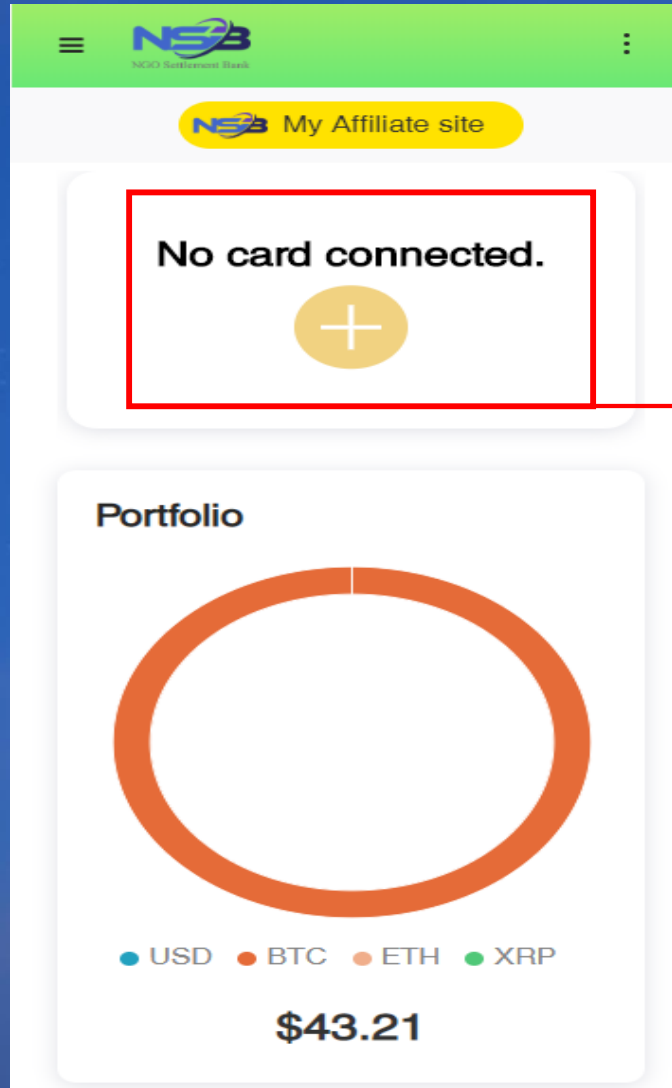 NSB
NGO Settlement Bank
NSB My Affiliate site
No card connected.
Portfolio
USD BTC ETH XRP
$43.21